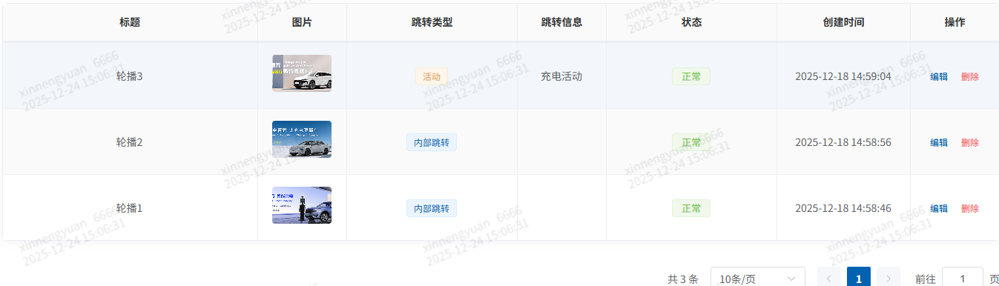 标题 图片 跳转类型 跳转信息 状态 创建时间 操作
轮播3 活动 充电活动 正常 2025-12-18 14:59:04 编辑 删除
轮播2 内部跳转 正常 2025-12-18 14:58:56 编辑 删除
轮播1 内部跳转 正常 2025-12-18 14:58:46 编辑 删除
共 3 条 10条/页 1 前往 1 页
xinnengyuan 6666
2025-12-24 15:06:31